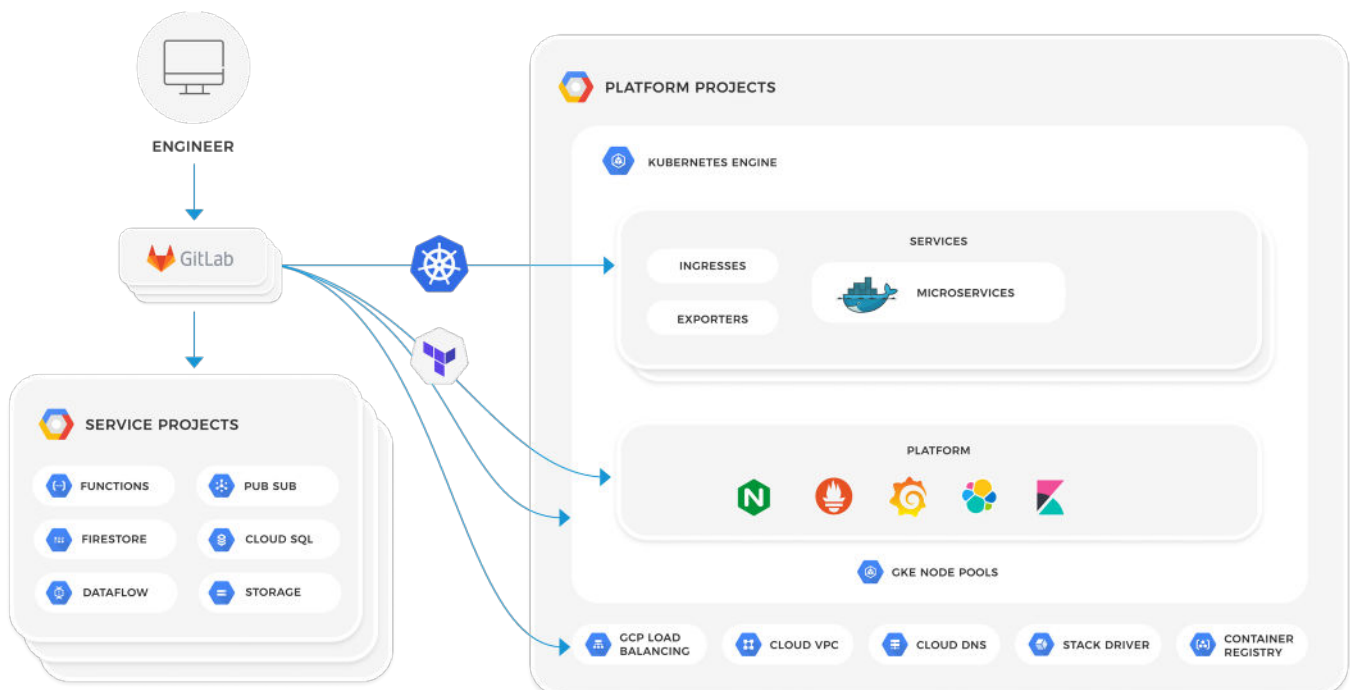 ENGINEER
GitLab
SERVICE PROJECTS
FUNCTIONS
PUB SUB
FIRESTORE
CLOUD SQL
DATAFLOW
STORAGE
PLATFORM PROJECTS
KUBERNETES ENGINE
SERVICES
INGRESSES
EXPORTERS
MICROSERVICES
PLATFORM
N
GKE NODE POOLS
GCP LOAD
BALANCING
CLOUD VPC
CLOUD DNS
STACK DRIVER
CONTAINER
REGISTRY